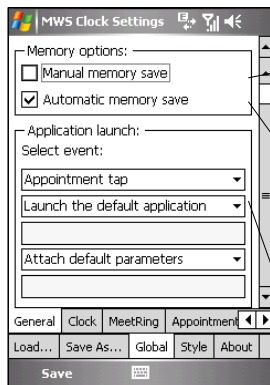 MWS Clock Settings
Memory options:
Manual memory save
Automatic memory save
Application launch:
Select event:
Appointment tap
Launch the default application
Attach default parameters
General Clock MeetRing Appointment
Load... Save As... Global Style About
Save